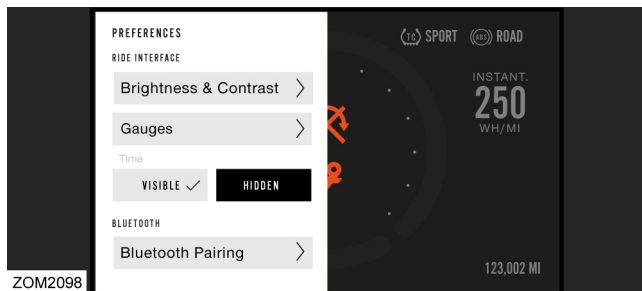 PREFERENCES
RIDE INTERFACE
Brightness & Contrast
Gauges
Time
VISIBLE
HIDDEN
BLUETOOTH
Bluetooth Pairing
TC SPORT
ABS ROAD
INSTANT.
250
WH/MI
123,002 MI
ZOM2098